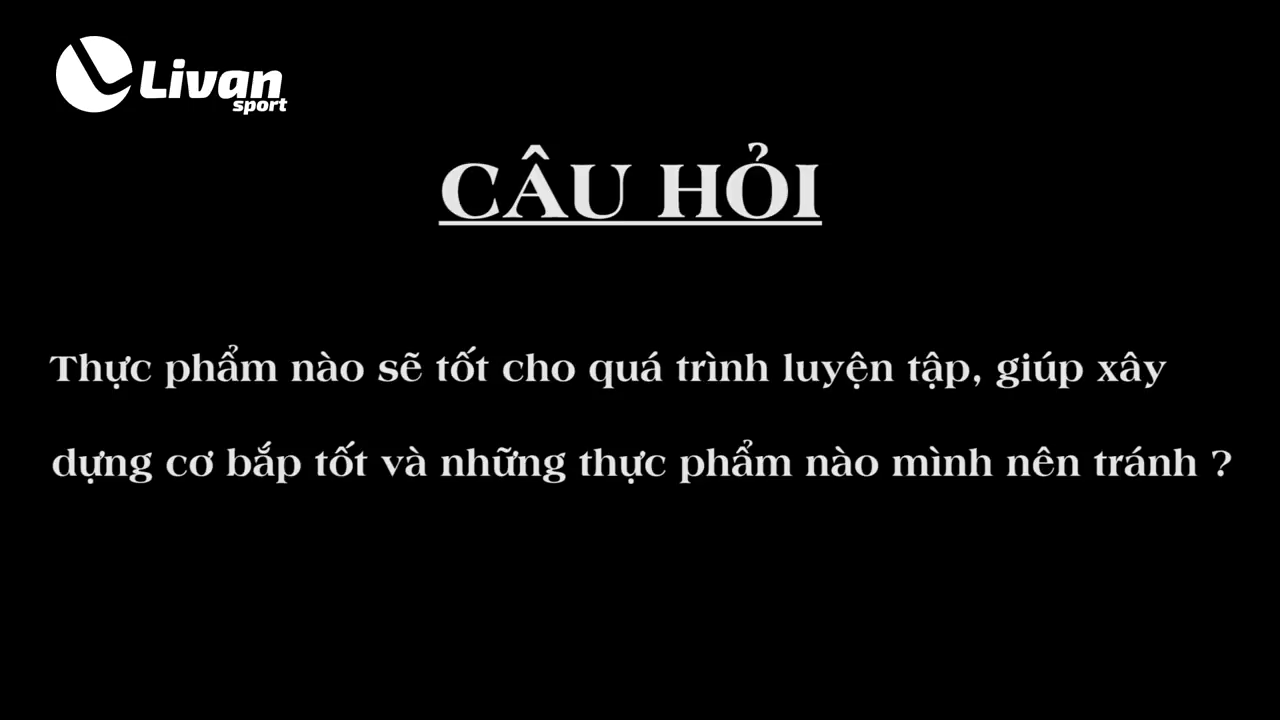 Livan
sport
CÂU HỎI
Thực phẩm nào sẽ tốt cho quá trình luyện tập, giúp xây
dựng cơ bắp tốt và những thực phẩm nào mình nên tránh ?